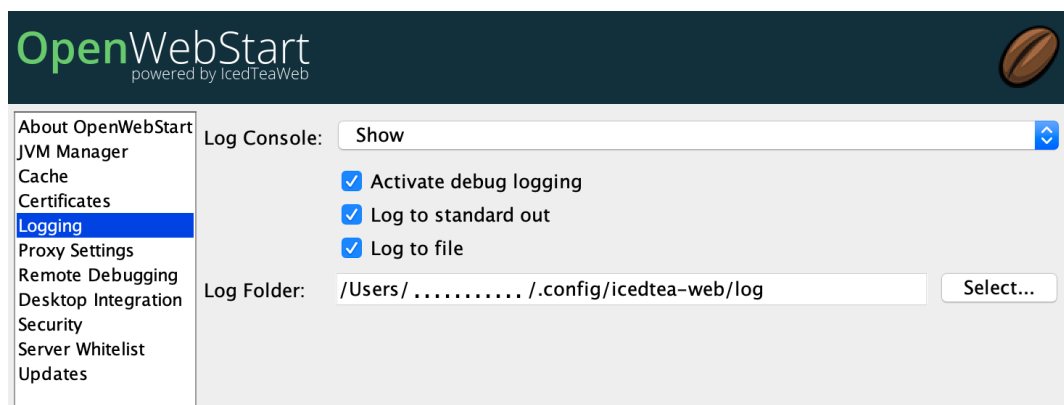 OpenWebStart
powered by IcedTeaWeb
About OpenWebStart
JVM Manager
Cache
Certificates
Logging
Proxy Settings
Remote Debugging
Desktop Integration
Security
Server Whitelist
Updates
Log Console: Show
Activate debug logging
Log to standard out
Log to file
Log Folder: /Users/ ........... /.config/icedtea-web/log Select...